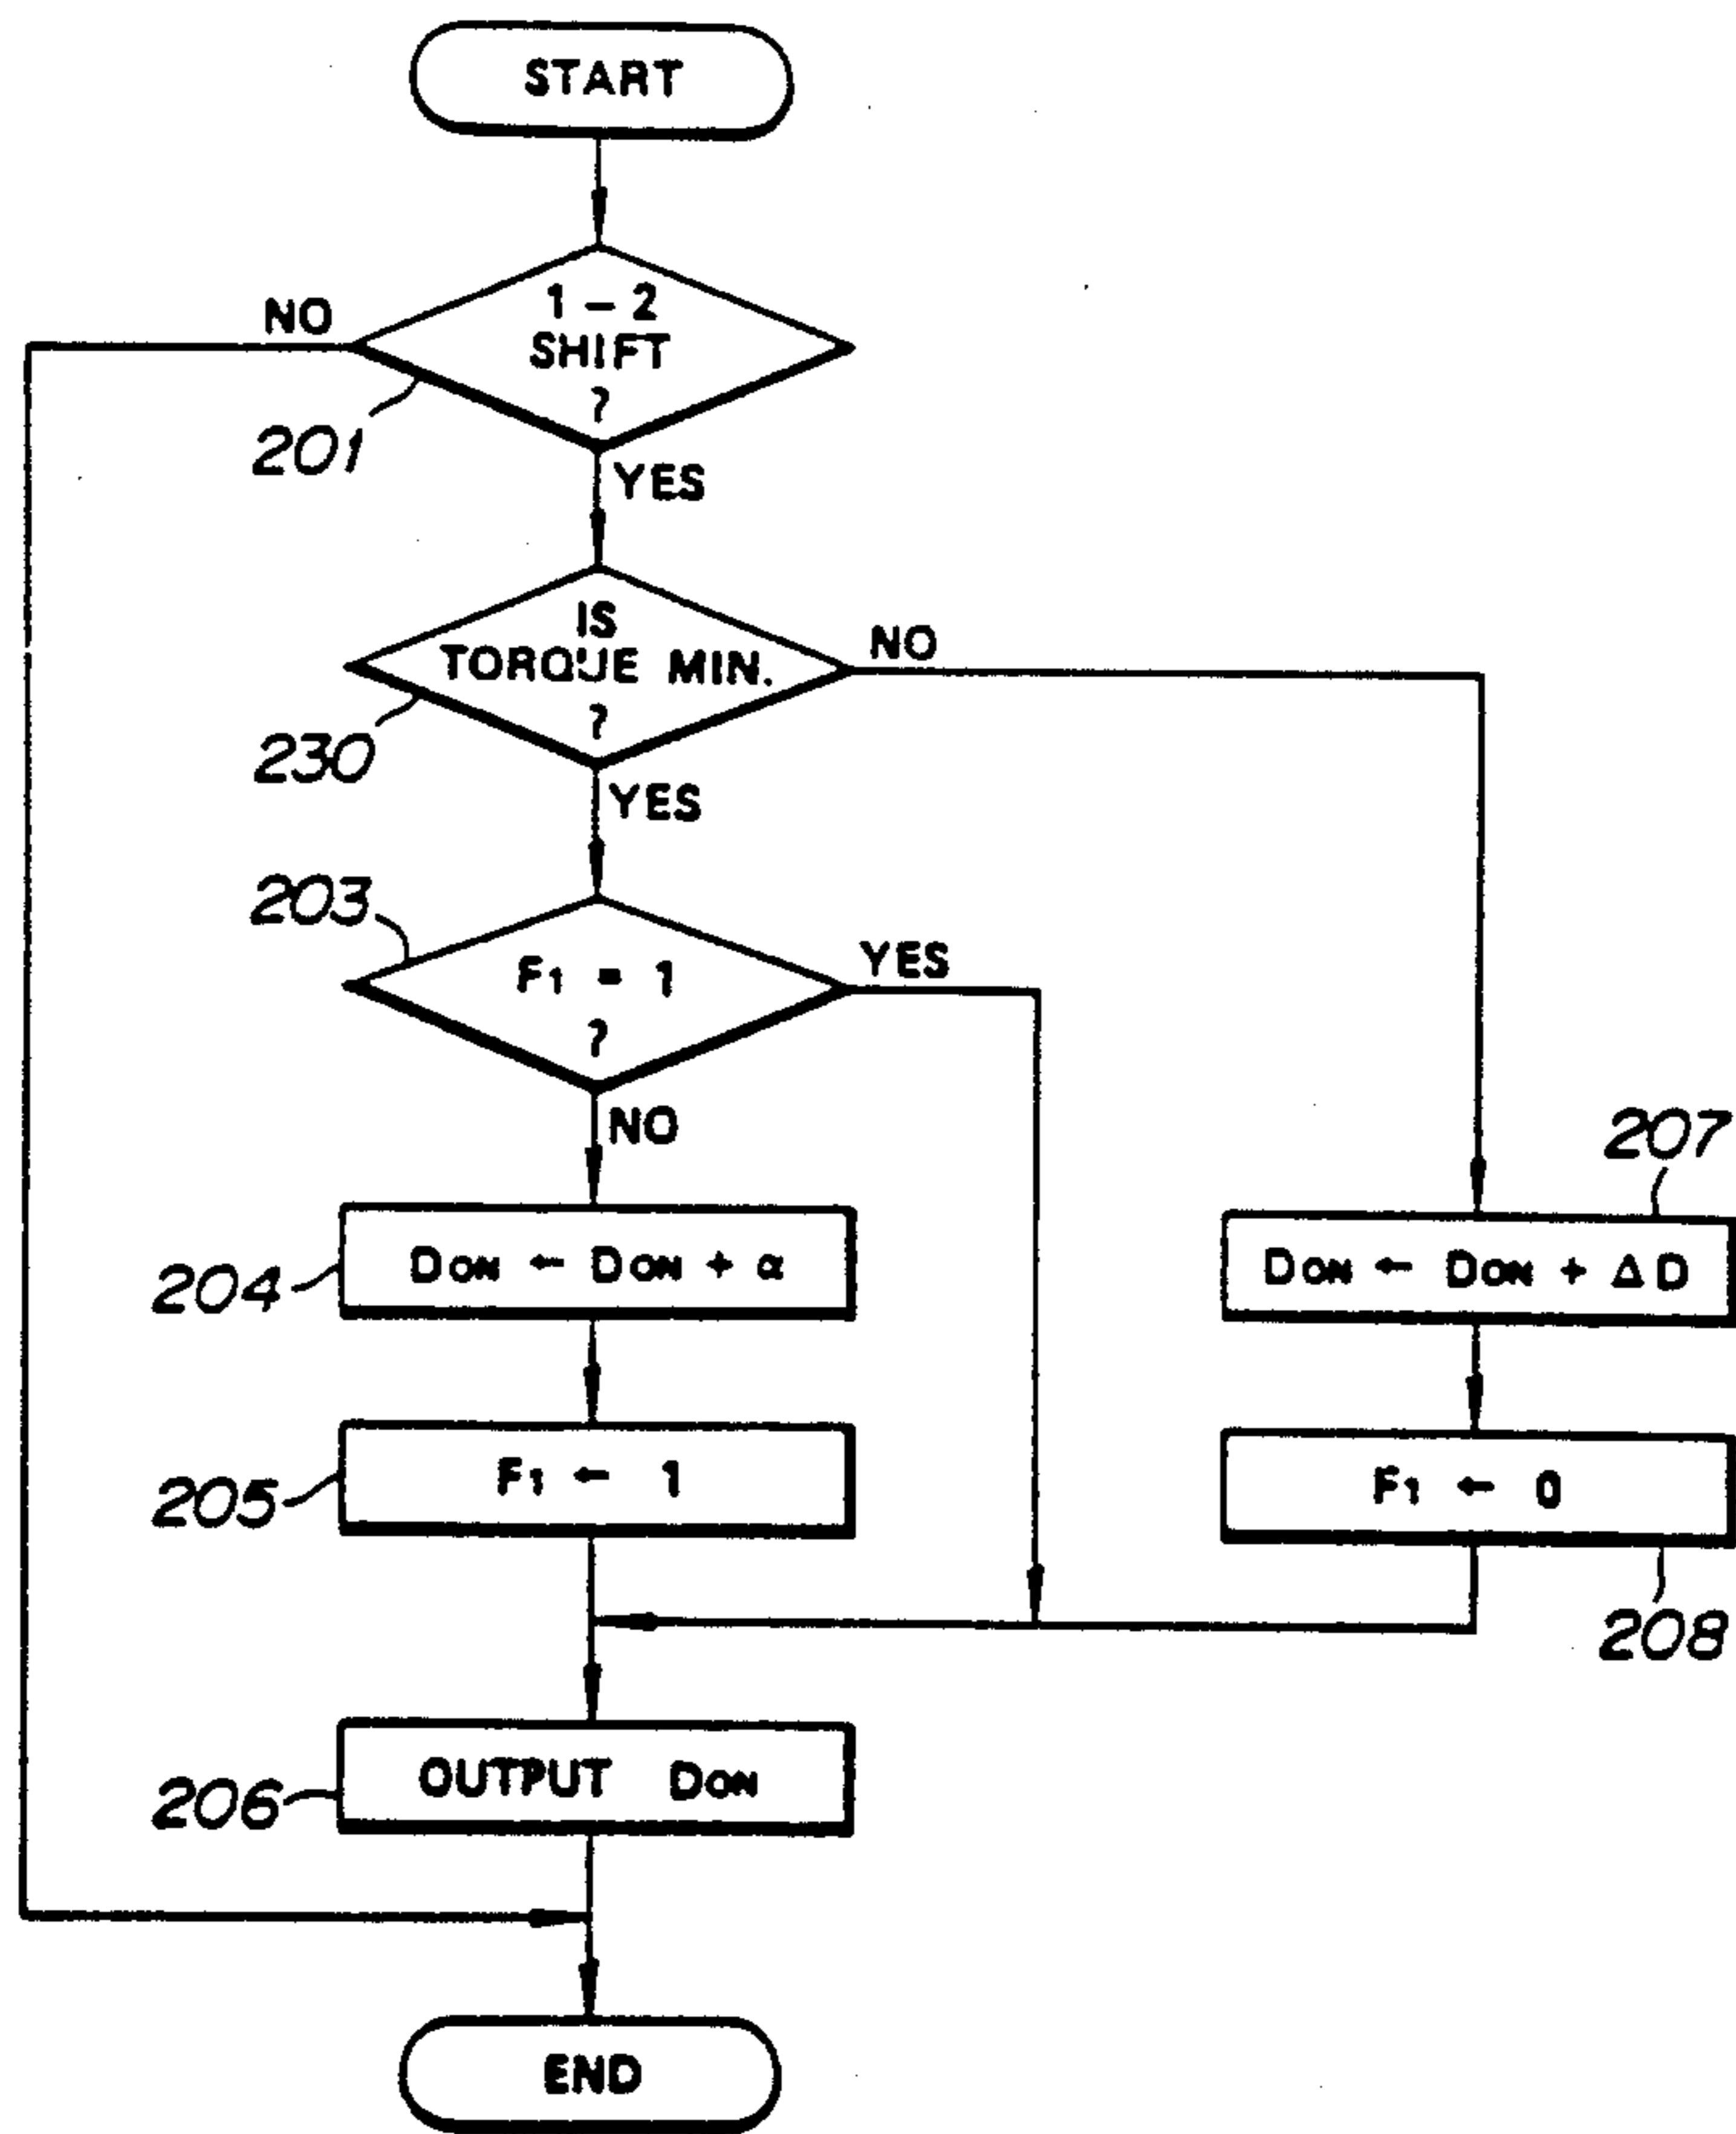 START
1 - 2
SHIFT
?
NO
201
YES
IS
TORQUE MIN.
?
NO
230
YES
203
F1 = 1
?
YES
NO
207
204
DON ← DON + α
DON ← DON + ΔD
205
F1 ← 1
F1 ← 0
208
206
OUTPUT DON
END